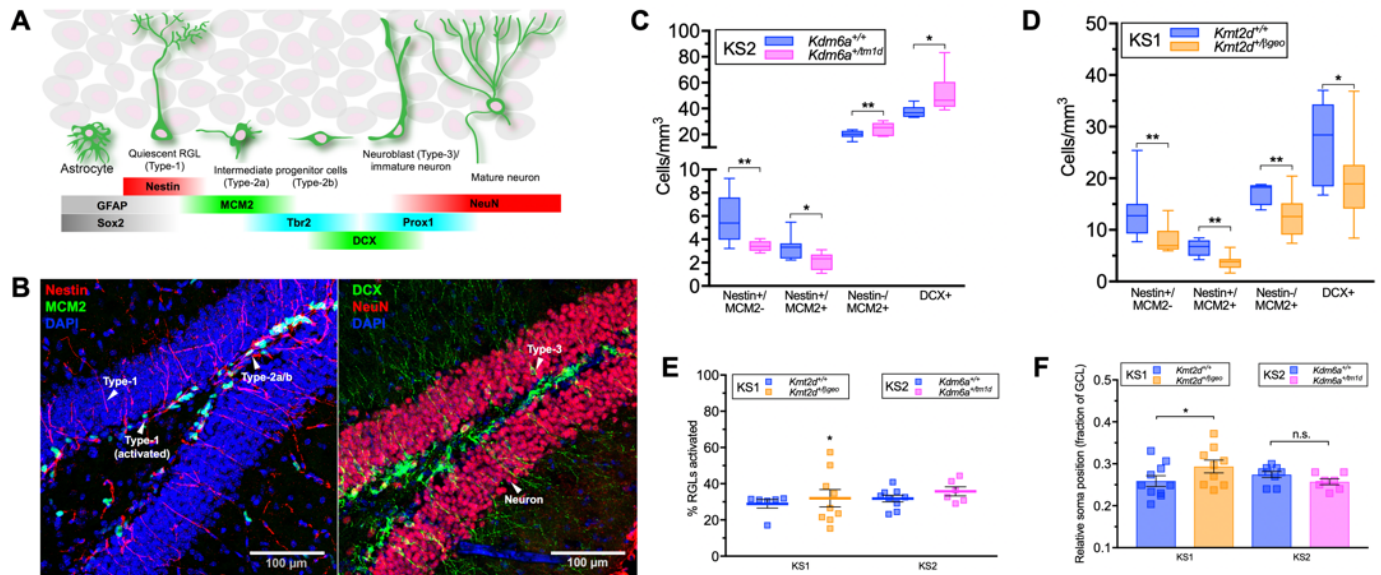 A
Astrocyte
Quiescent RGL
(Type-1)
Intermediate progenitor cells
(Type-2a) (Type-2b)
Neuroblast (Type-3)/
immature neuron
Mature neuron
Nestin
NeuN
GFAP
MCM2
Prox1
Sox2
Tbr2
DCX
B
Nestin
MCM2
DAPI
Type-1
Type-2a/b
Type-1
(activated)
100 µm
DCX
NeuN
DAPI
Type-3
Neuron
100 µm
C
KS2
Kdm6a+/+
Kdm6a+/tm1d
Cells/mm3
100
80
60
40
20
10
8
6
4
2
0
**
*
**
*
Nestin+/
MCM2-
Nestin+/
MCM2+
Nestin-/
MCM2+
DCX+
D
KS1
Kmt2d+/+
Kmt2d+/βgeo
Cells/mm3
50
40
30
20
10
0
**
**
**
*
Nestin+/
MCM2-
Nestin+/
MCM2+
Nestin-/
MCM2+
DCX+
E
KS1
Kmt2d+/+
Kmt2d+/βgeo
KS2
Kdm6a+/+
Kdm6a+/tm1d
% RGLs activated
100
80
60
40
20
0
*
KS1
KS2
F
KS1
Kmt2d+/+
Kmt2d+/βgeo
KS2
Kdm6a+/+
Kdm6a+/tm1d
Relative soma position (fraction of GCL)
0.5
0.4
0.3
0.2
0.1
*
n.s.
KS1
KS2